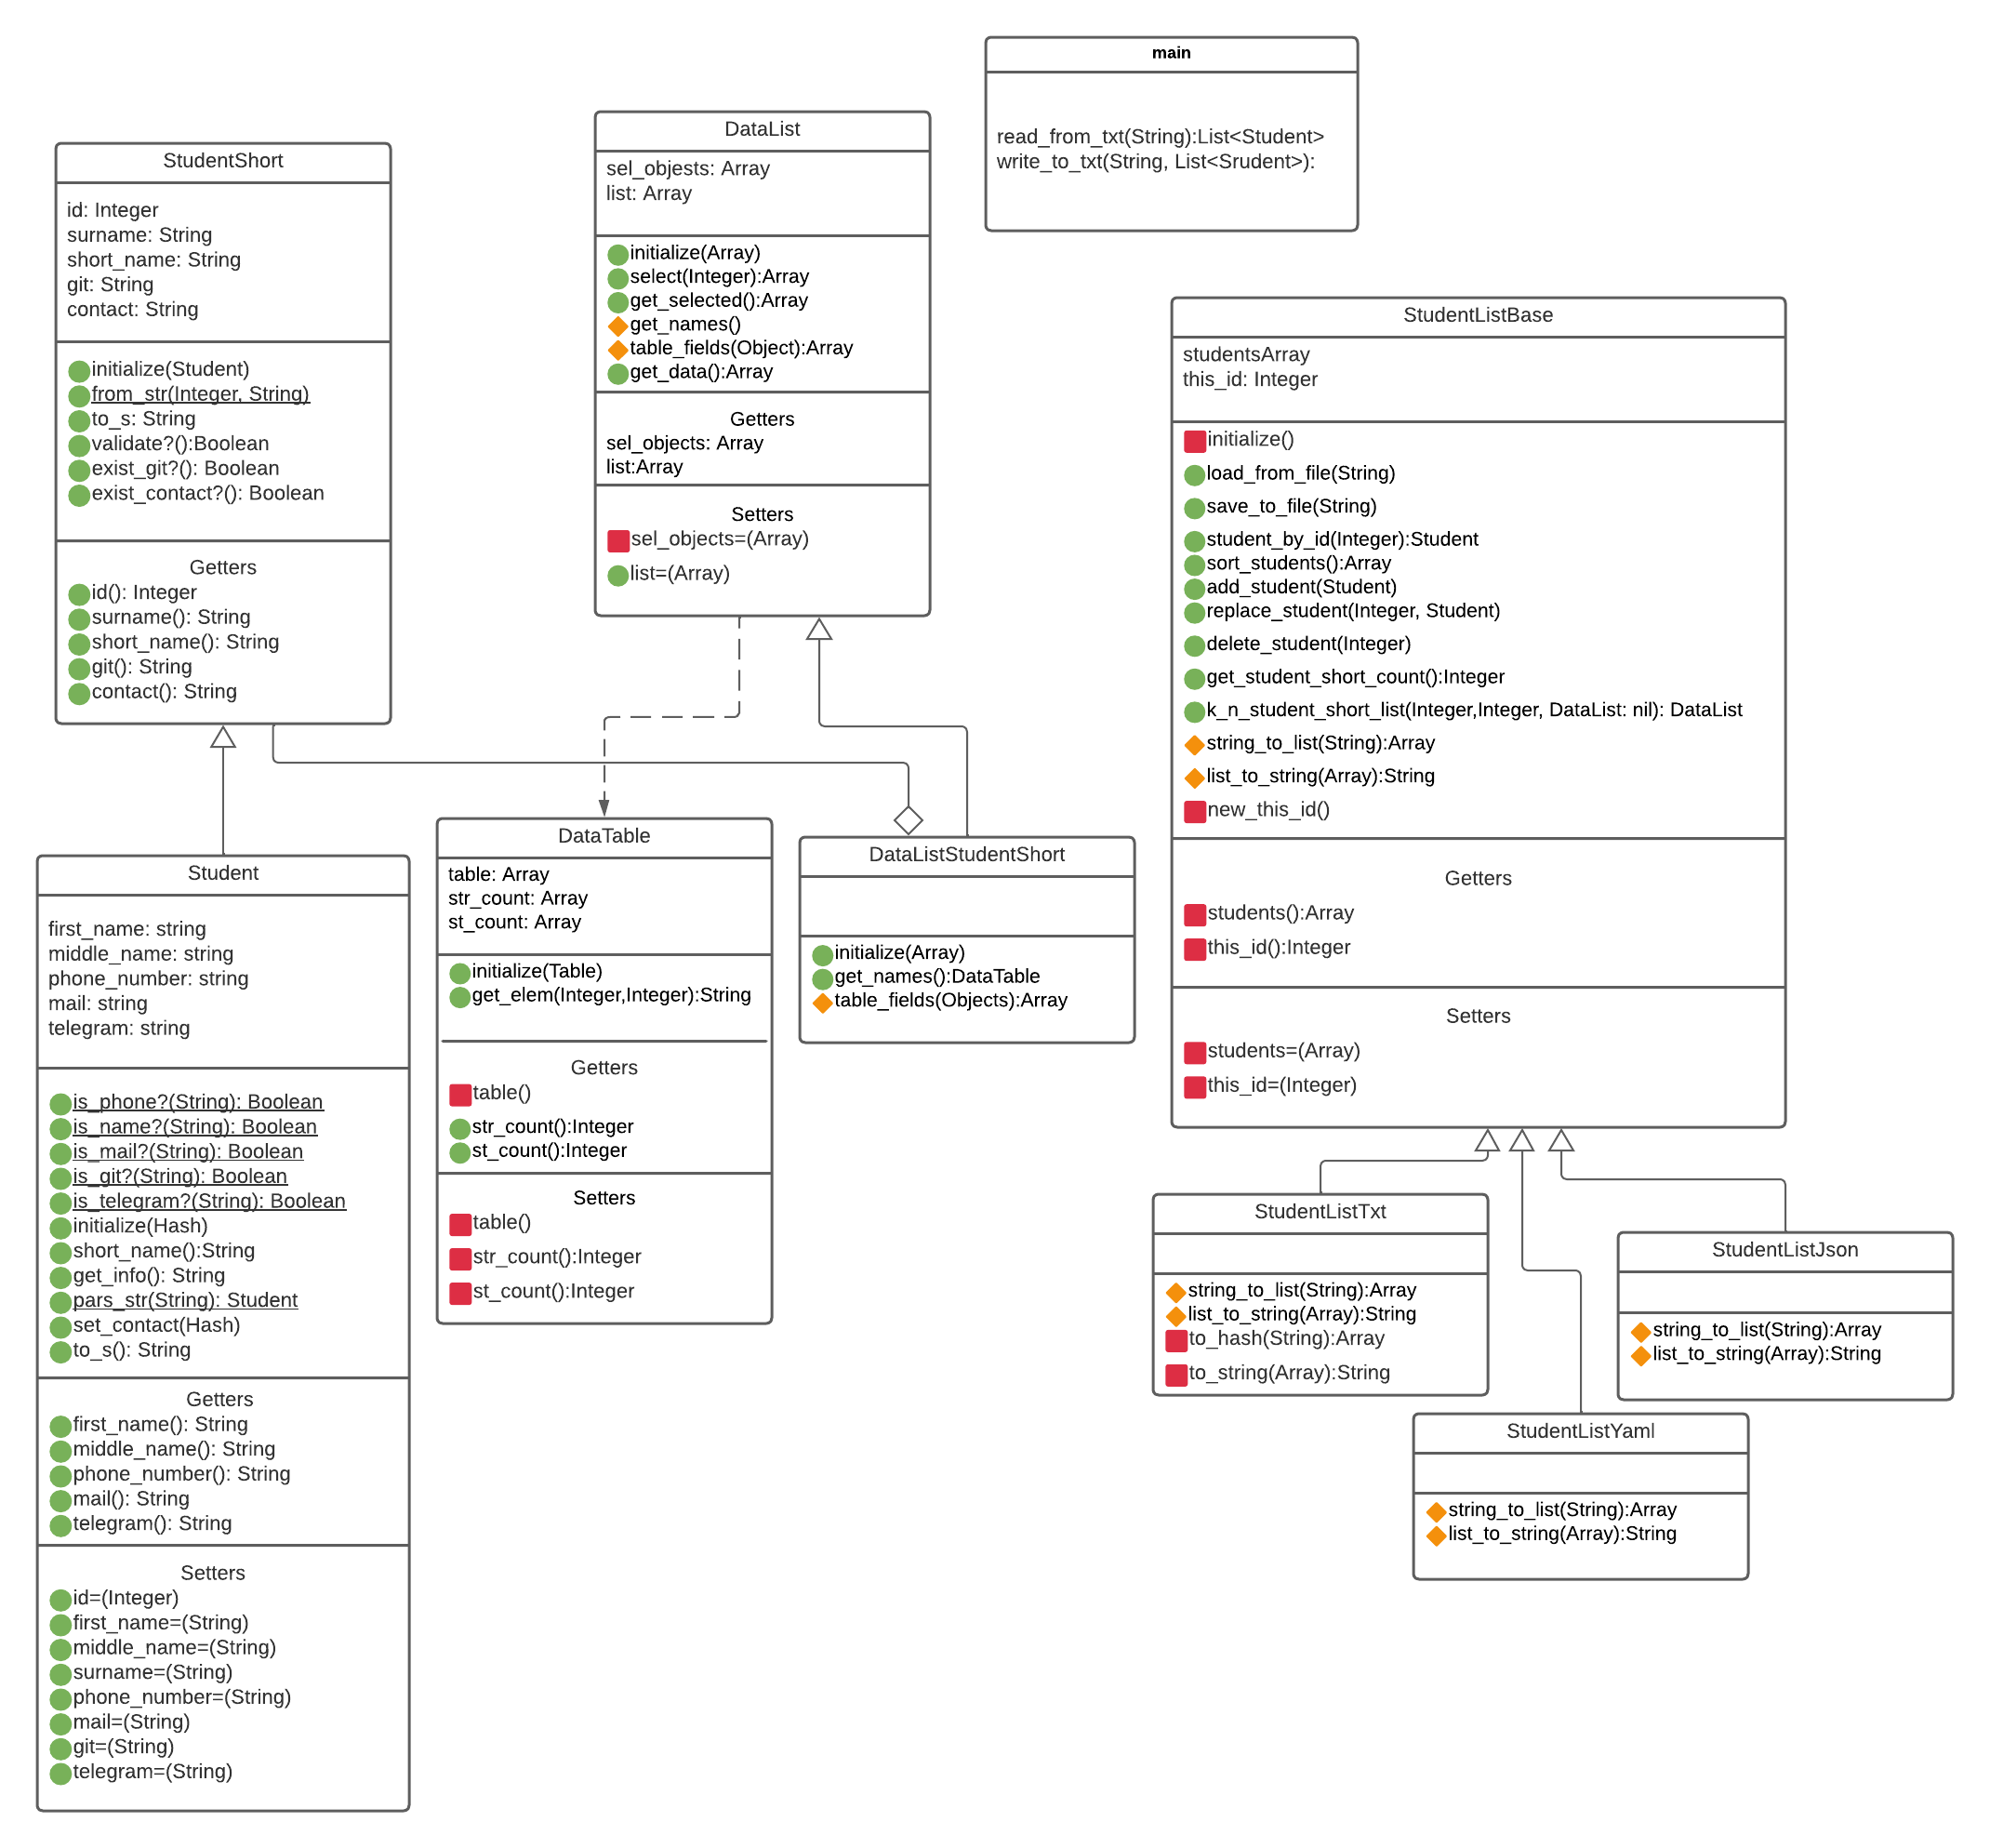 main
read_from_txt(String):List<Student>
write_to_txt(String, List<Srudent>):
DataList
sel_objests: Array
list: Array
initialize(Array)
select(Integer):Array
get_selected():Array
get_names()
table_fields(Object):Array
get_data():Array
Getters
sel_objects: Array
list:Array
Setters
sel_objects=(Array)
list=(Array)
StudentShort
id: Integer
surname: String
short_name: String
git: String
contact: String
initialize(Student)
from_str(Integer, String)
to_s: String
validate?():Boolean
exist_git?(): Boolean
exist_contact?(): Boolean
Getters
id(): Integer
surname(): String
short_name(): String
git(): String
contact(): String
StudentListBase
studentsArray
this_id: Integer
initialize()
load_from_file(String)
save_to_file(String)
student_by_id(Integer):Student
sort_students():Array
add_student(Student)
replace_student(Integer, Student)
delete_student(Integer)
get_student_short_count():Integer
k_n_student_short_list(Integer,Integer, DataList: nil): DataList
string_to_list(String):Array
list_to_string(Array):String
new_this_id()
Getters
students():Array
this_id():Integer
Setters
students=(Array)
this_id=(Integer)
Student
first_name: string
middle_name: string
phone_number: string
mail: string
telegram: string
is_phone?(String): Boolean
is_name?(String): Boolean
is_mail?(String): Boolean
is_git?(String): Boolean
is_telegram?(String): Boolean
initialize(Hash)
short_name():String
get_info(): String
pars_str(String): Student
set_contact(Hash)
to_s(): String
Getters
first_name(): String
middle_name(): String
phone_number(): String
mail(): String
telegram(): String
Setters
id=(Integer)
first_name=(String)
middle_name=(String)
surname=(String)
phone_number=(String)
mail=(String)
git=(String)
telegram=(String)
DataTable
table: Array
str_count: Array
st_count: Array
initialize(Table)
get_elem(Integer,Integer):String
Getters
table()
str_count():Integer
st_count():Integer
Setters
table()
str_count():Integer
st_count():Integer
DataListStudentShort
initialize(Array)
get_names():DataTable
table_fields(Objects):Array
StudentListTxt
string_to_list(String):Array
list_to_string(Array):String
to_hash(String):Array
to_string(Array):String
StudentListJson
string_to_list(String):Array
list_to_string(Array):String
StudentListYaml
string_to_list(String):Array
list_to_string(Array):String